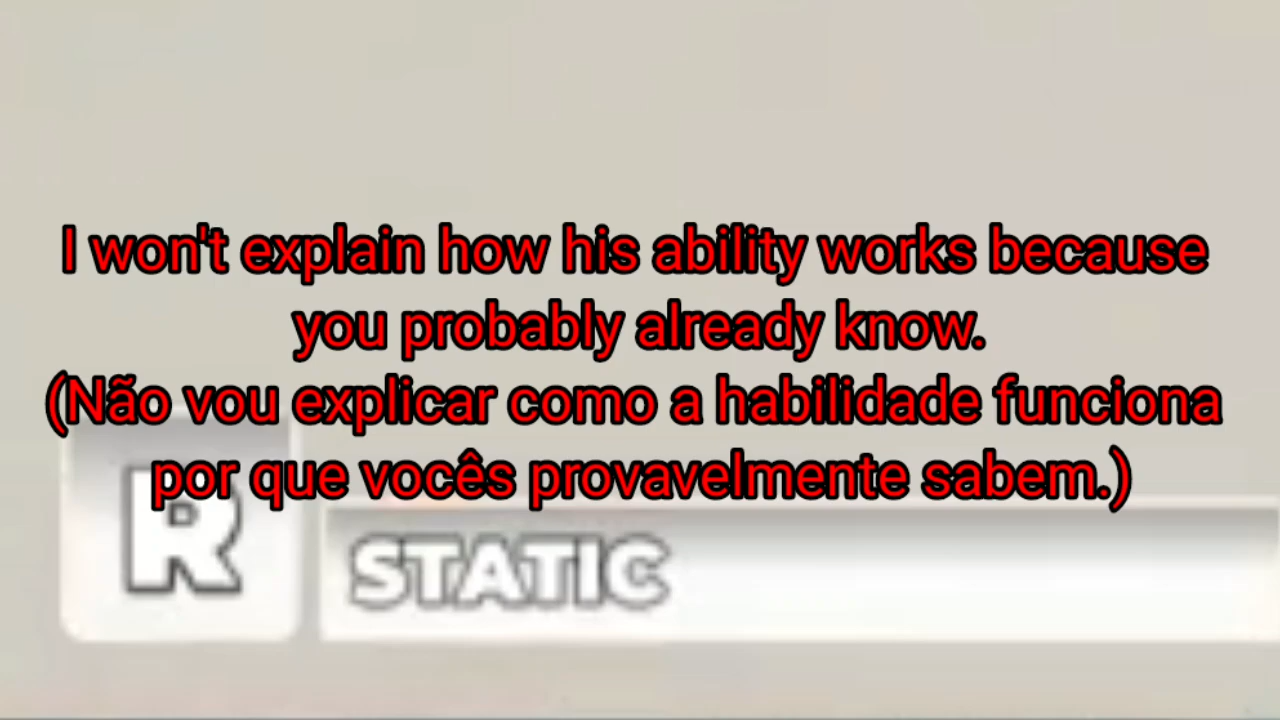 I won't explain how his ability works because
you probably already know.
(Não vou explicar como a habilidade funciona
por que vocês provavelmente sabem.)
R
STATIC